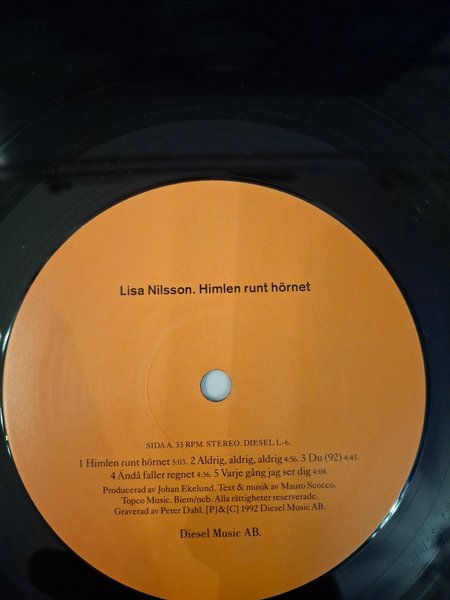 Lisa Nilsson. Himlen runt hörnet
SIDA A. 33 RPM. STEREO. DIESEL L-6.
1 Himlen runt hörnet 5:03. 2 Aldrig, aldrig, aldrig 4:56. 3 Du (92) 4:45.
4 Ändå faller regnet 4:36. 5 Varje gång jag ser dig 4:04.
Producerad av Johan Ekelund. Text & musik av Mauro Scocco.
Topco Music. Biem/ncb. Alla rättigheter reserverade.
Graverad av Peter Dahl. [P]&[C] 1992 Diesel Music AB.
Diesel Music AB.